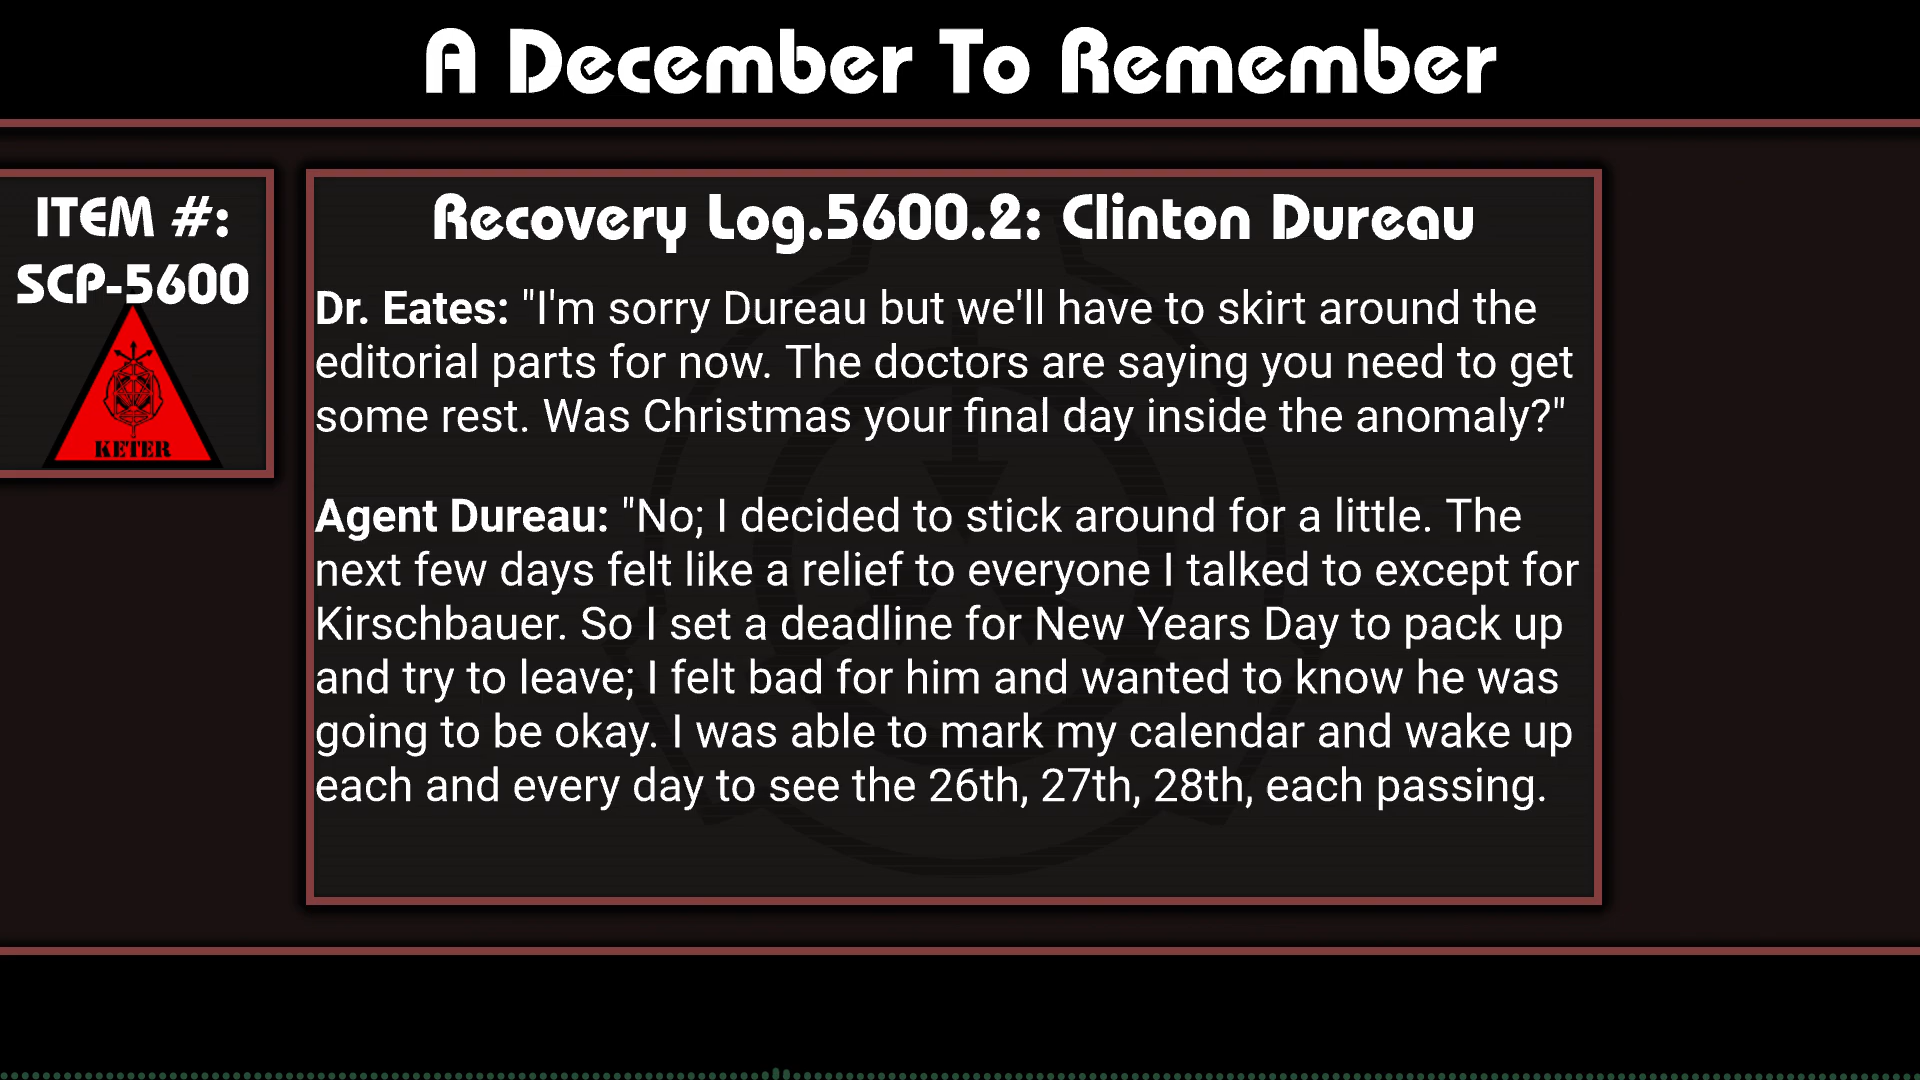 A December To Remember
ITEM #:
SCP-5600
KETER
Recovery Log.5600.2: Clinton Dureau
Dr. Eates: "I'm sorry Dureau but we'll have to skirt around the
editorial parts for now. The doctors are saying you need to get
some rest. Was Christmas your final day inside the anomaly?"
Agent Dureau: "No; I decided to stick around for a little. The
next few days felt like a relief to everyone I talked to except for
Kirschbauer. So I set a deadline for New Years Day to pack up
and try to leave; I felt bad for him and wanted to know he was
going to be okay. I was able to mark my calendar and wake up
each and every day to see the 26th, 27th, 28th, each passing.